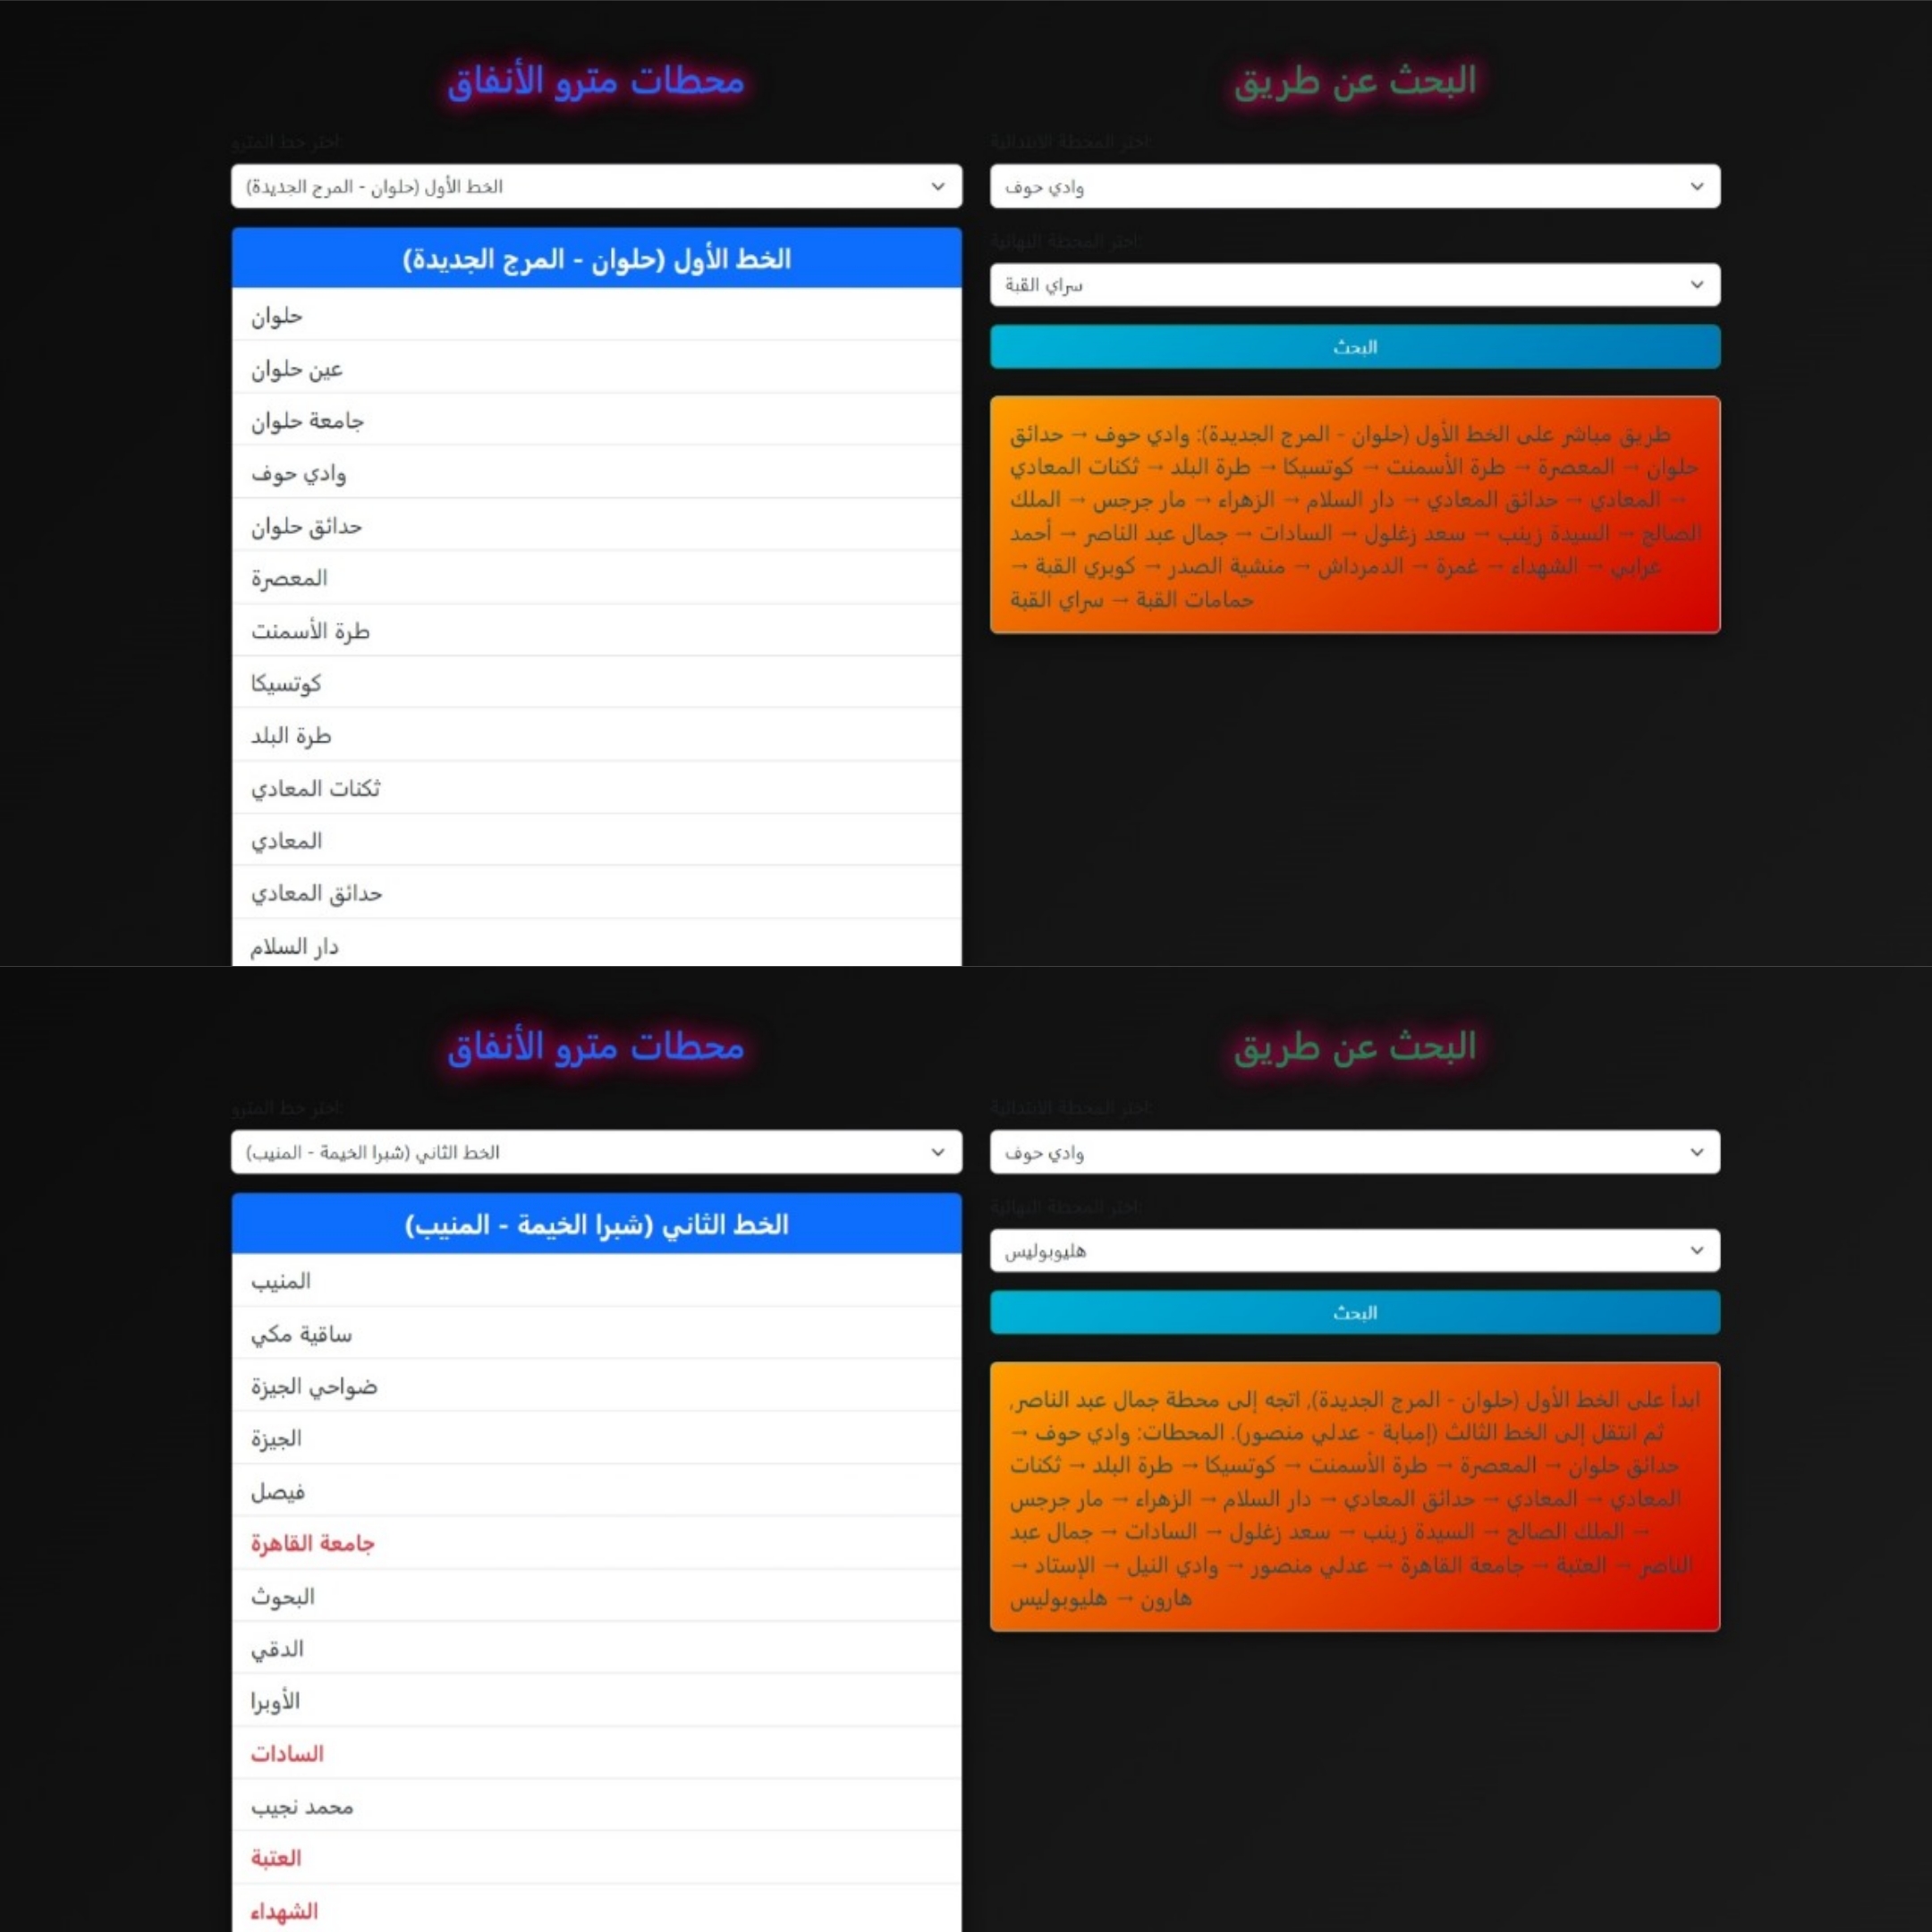 محطات مترو الأنفاق
اختر خط المترو:
الخط الأول (حلوان - المرج الجديدة)
الخط الأول (حلوان - المرج الجديدة)
حلوان
عين حلوان
جامعة حلوان
وادي حوف
حدائق حلوان
المعصرة
طرة الأسمنت
كوتسيكا
طرة البلد
ثكنات المعادي
المعادي
حدائق المعادي
دار السلام
البحث عن طريق
اختر المحطة الابتدائية:
وادي حوف
اختر المحطة النهائية:
سراي القبة
البحث
طريق مباشر على الخط الأول (حلوان - المرج الجديدة): وادي حوف → حدائق
حلوان → المعصرة → طرة الأسمنت → كوتسيكا → طرة البلد → ثكنات المعادي
→ المعادي → حدائق المعادي → دار السلام → الزهراء → مار جرجس → الملك
الصالح → السيدة زينب → سعد زغلول → السادات → جمال عبد الناصر → أحمد
عرابي → الشهداء → غمرة → الدمرداش → منشية الصدر → كوبري القبة →
حمامات القبة → سراي القبة
محطات مترو الأنفاق
اختر خط المترو:
الخط الثاني (شبرا الخيمة - المنيب)
الخط الثاني (شبرا الخيمة - المنيب)
المنيب
ساقية مكي
ضواحي الجيزة
الجيزة
فيصل
جامعة القاهرة
البحوث
الدقي
الأوبرا
السادات
محمد نجيب
العتبة
الشهداء
البحث عن طريق
اختر المحطة الابتدائية:
وادي حوف
اختر المحطة النهائية:
هليوبوليس
البحث
ابدأ على الخط الأول (حلوان - المرج الجديدة), اتجه إلى محطة جمال عبد الناصر,
ثم انتقل إلى الخط الثالث (إمبابة - عدلي منصور). المحطات: وادي حوف →
حدائق حلوان → المعصرة → طرة الأسمنت → كوتسيكا → طرة البلد → ثكنات
المعادي → المعادي → حدائق المعادي → دار السلام → الزهراء → مار جرجس
→ الملك الصالح → السيدة زينب → سعد زغلول → السادات → جمال عبد
الناصر → العتبة → جامعة القاهرة → عدلي منصور → وادي النيل → الإستاد →
هارون → هليوبوليس